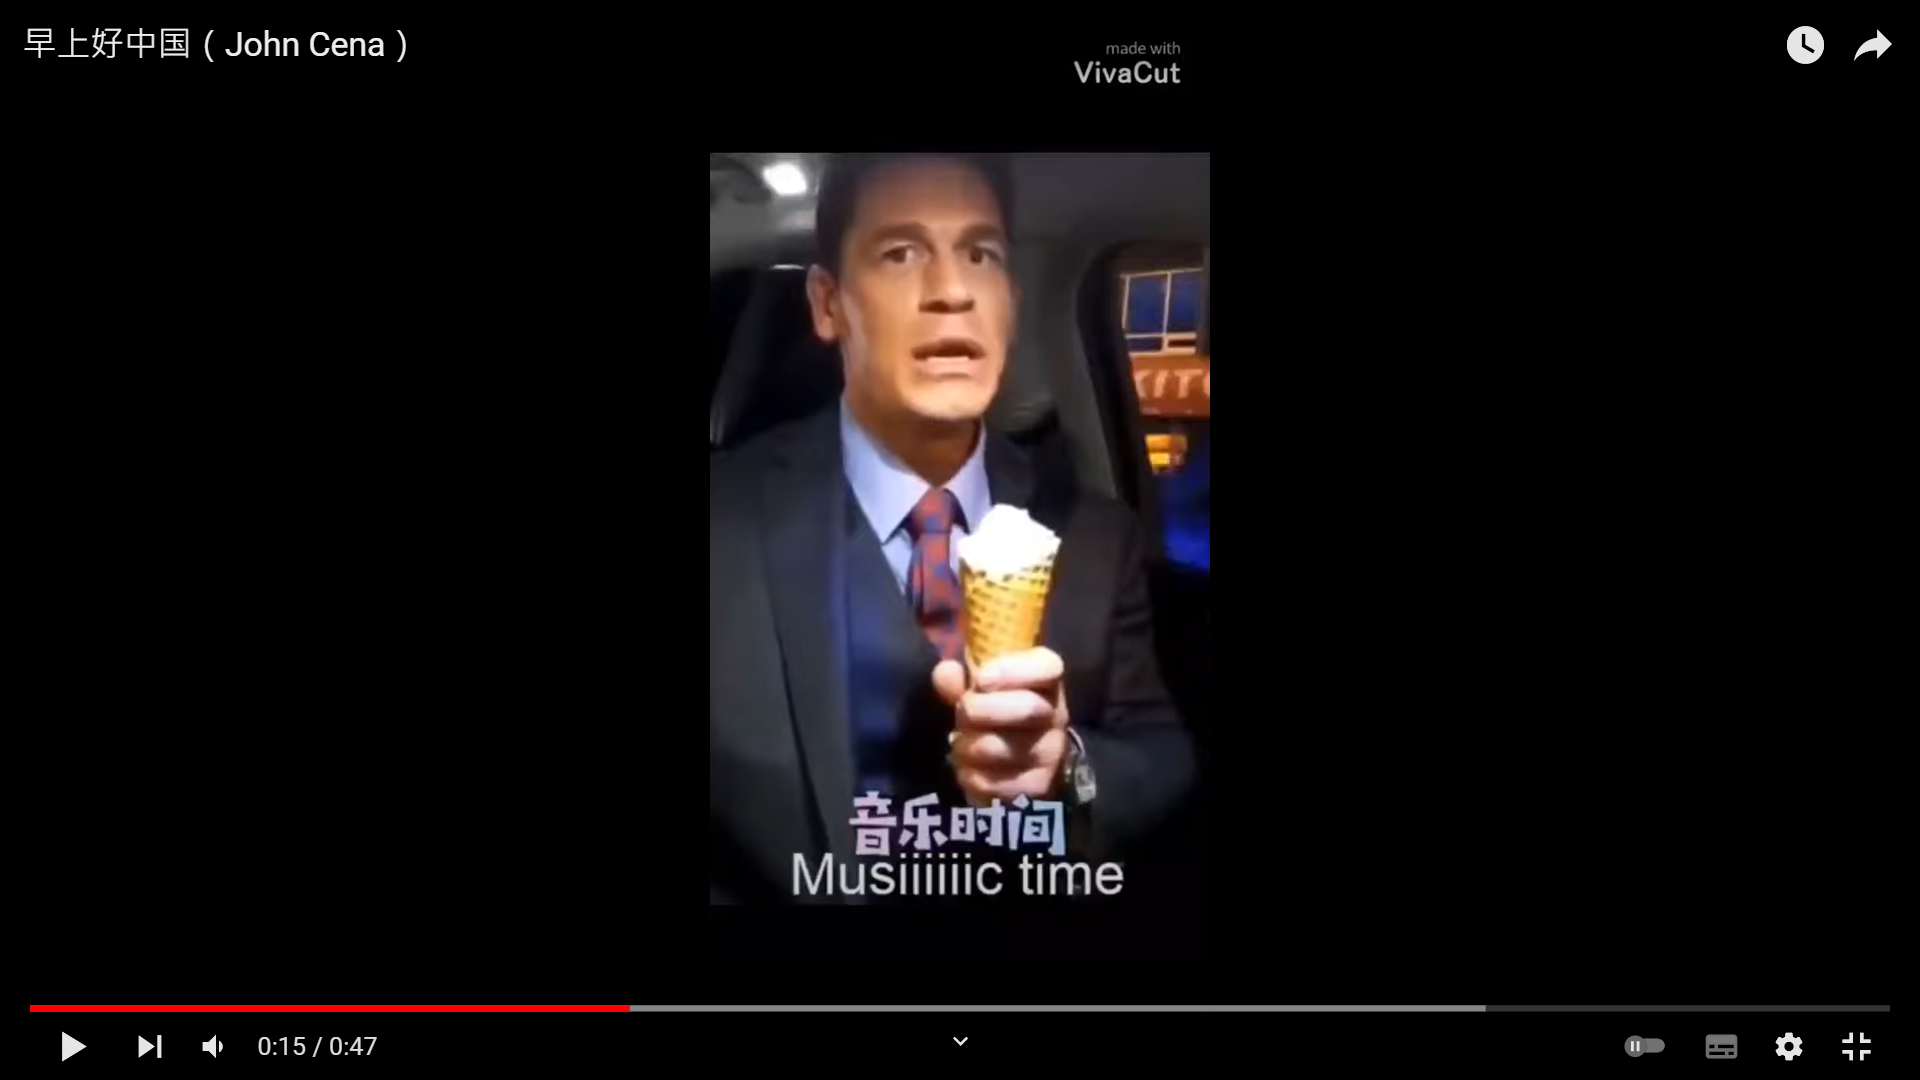 早上好中国（John Cena）
made with
VivaCut
KIT
音乐时间
Musiiiiiic time
0:15 / 0:47